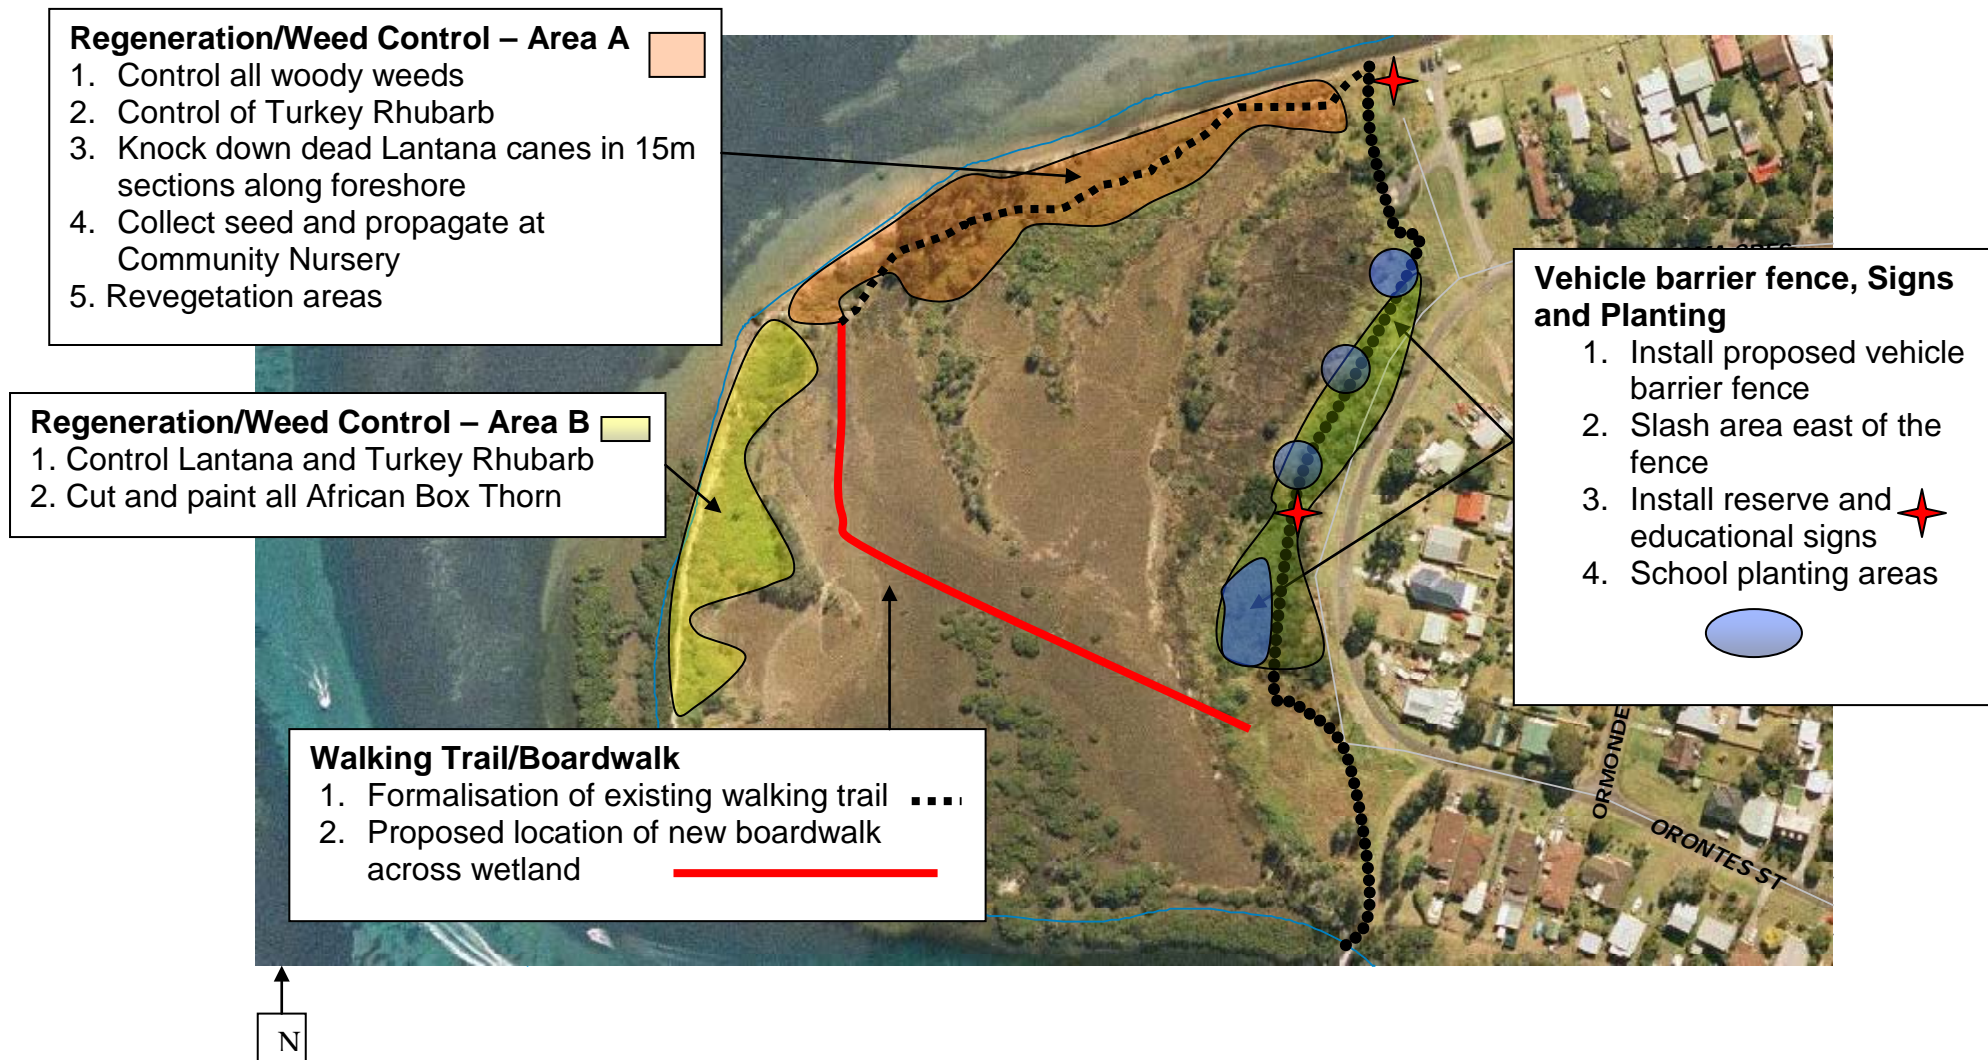 Regeneration/Weed Control – Area A
1. Control all woody weeds
2. Control of Turkey Rhubarb
3. Knock down dead Lantana canes in 15m
sections along foreshore
4. Collect seed and propagate at
Community Nursery
5. Revegetation areas
Regeneration/Weed Control – Area B
1. Control Lantana and Turkey Rhubarb
2. Cut and paint all African Box Thorn
Walking Trail/Boardwalk
1. Formalisation of existing walking trail
2. Proposed location of new boardwalk
across wetland
Vehicle barrier fence, Signs
and Planting
1. Install proposed vehicle
barrier fence
2. Slash area east of the
fence
3. Install reserve and
educational signs
4. School planting areas
ORMONDE
ORONTES ST
N